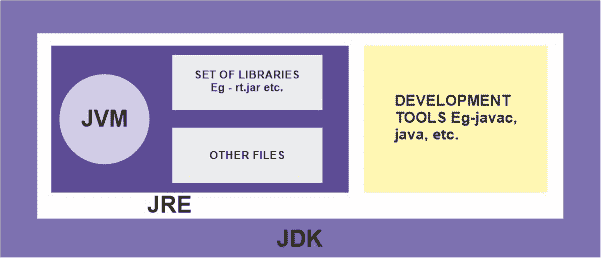 JVM
SET OF LIBRARIES
Eg - rt.jar etc.
OTHER FILES
JRE
DEVELOPMENT
TOOLS Eg-javac,
java, etc.
JDK